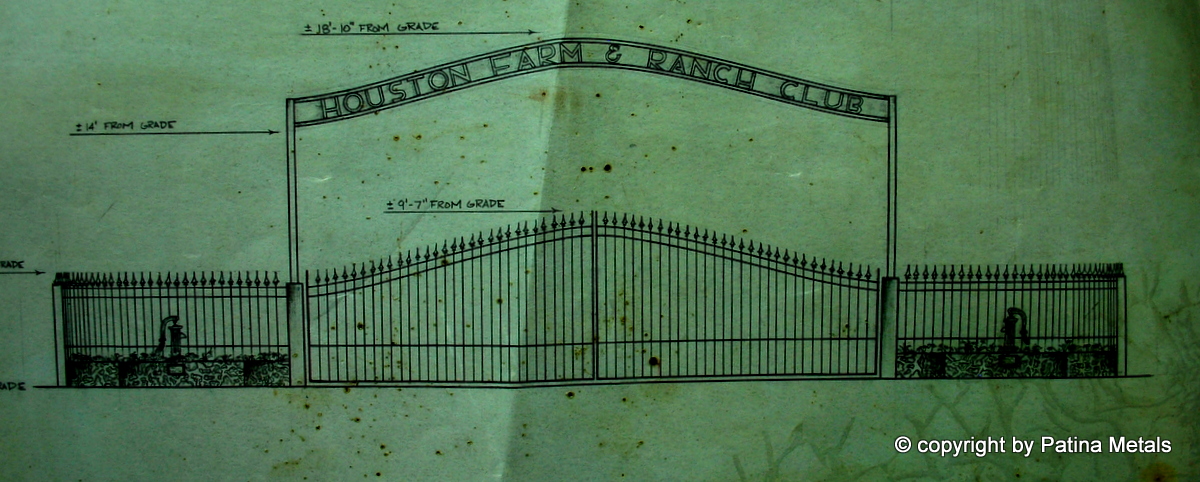 ± 18'-10" FROM GRADE
HOUSTON FARM & RANCH CLUB
± 14' FROM GRADE
± 9'-7" FROM GRADE
RADE
RADE
© copyright by Patina Metals